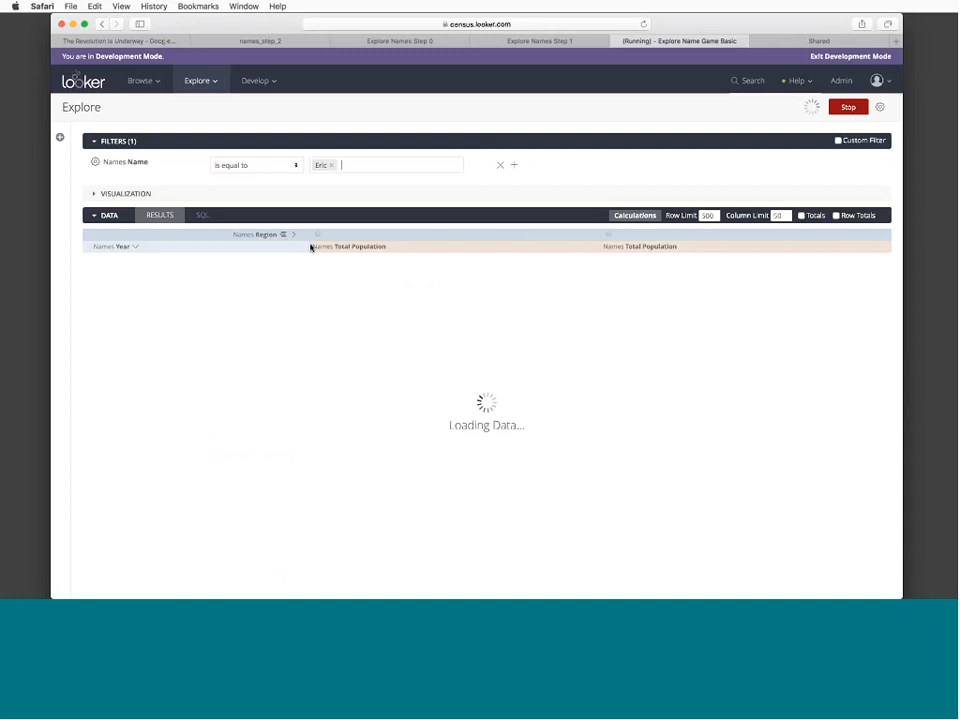 Safari File Edit View History Bookmarks Window Help
census.looker.com
The Revolution is Underway - Google... names_step_2 Explore Names Step 0 Explore Names Step 1 (Running) - Explore Name Game Basic Shared
You are in Development Mode. Exit Development Mode
looker Browse Explore Develop Search Help Admin
Explore Stop
FILTERS (1) Custom Filter
Names Name is equal to Eric ×
VISUALIZATION
DATA RESULTS SQL Calculations Row Limit 500 Column Limit 50 Totals Row Totals
Names Region
Names Year Names Total Population Names Total Population
Loading Data...